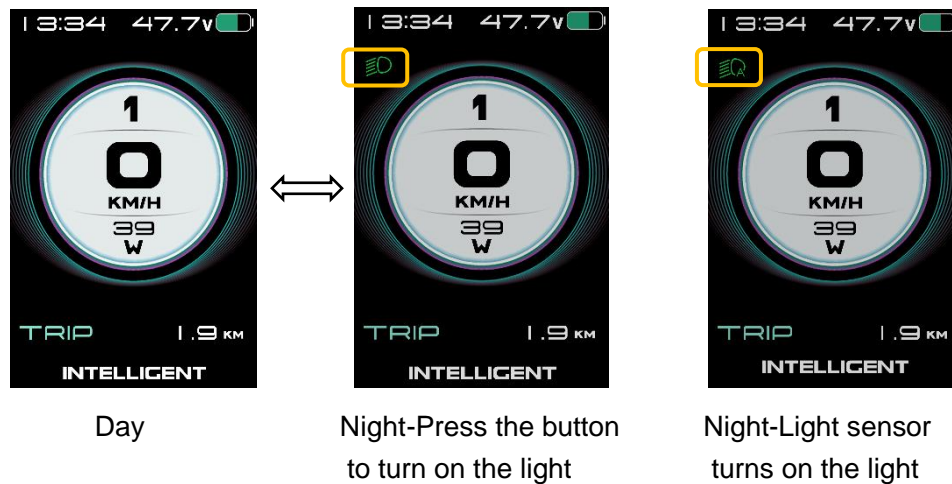 13:34 47.7v
1
0
KM/H
39
W
TRIP 1.9 KM
INTELLIGENT
Day
13:34 47.7v
1
0
KM/H
39
W
TRIP 1.9 KM
INTELLIGENT
Night-Press the button
to turn on the light
13:34 47.7v
A
1
0
KM/H
39
W
TRIP 1.9 KM
INTELLIGENT
Night-Light sensor
turns on the light